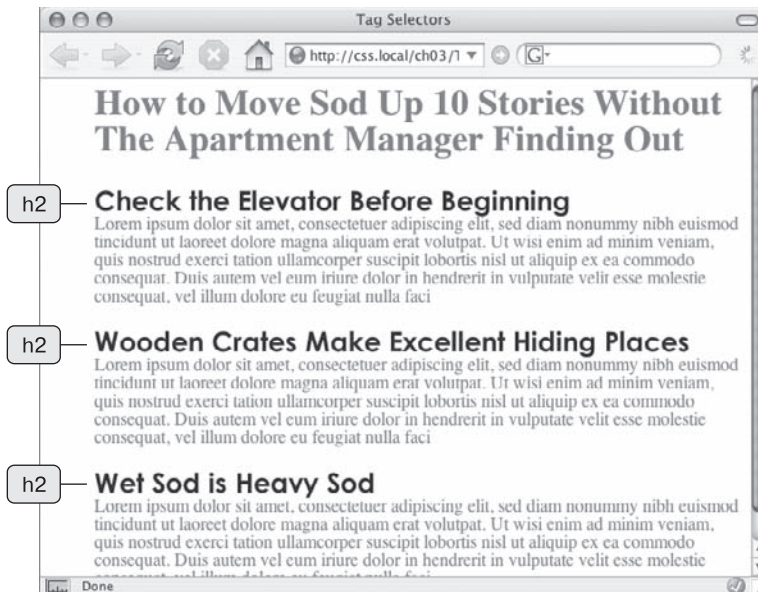 Tag Selectors
http://css.local/ch03/1
G
How to Move Sod Up 10 Stories Without
The Apartment Manager Finding Out
h2
Check the Elevator Before Beginning
Lorem ipsum dolor sit amet, consectetuer adipiscing elit, sed diam nonummy nibh euismod
tincidunt ut laoreet dolore magna aliquam erat volutpat. Ut wisi enim ad minim veniam,
quis nostrud exerci tation ullamcorper suscipit lobortis nisl ut aliquip ex ea commodo
consequat. Duis autem vel eum iriure dolor in hendrerit in vulputate velit esse molestie
consequat, vel illum dolore eu feugiat nulla faci
h2
Wooden Crates Make Excellent Hiding Places
Lorem ipsum dolor sit amet, consectetuer adipiscing elit, sed diam nonummy nibh euismod
tincidunt ut laoreet dolore magna aliquam erat volutpat. Ut wisi enim ad minim veniam,
quis nostrud exerci tation ullamcorper suscipit lobortis nisl ut aliquip ex ea commodo
consequat. Duis autem vel eum iriure dolor in hendrerit in vulputate velit esse molestie
consequat, vel illum dolore eu feugiat nulla faci
h2
Wet Sod is Heavy Sod
Lorem ipsum dolor sit amet, consectetuer adipiscing elit, sed diam nonummy nibh euismod
tincidunt ut laoreet dolore magna aliquam erat volutpat. Ut wisi enim ad minim veniam,
quis nostrud exerci tation ullamcorper suscipit lobortis nisl ut aliquip ex ea commodo
consequat. Duis autem vel eum iriure dolor in hendrerit in vulputate velit esse molestie
Done